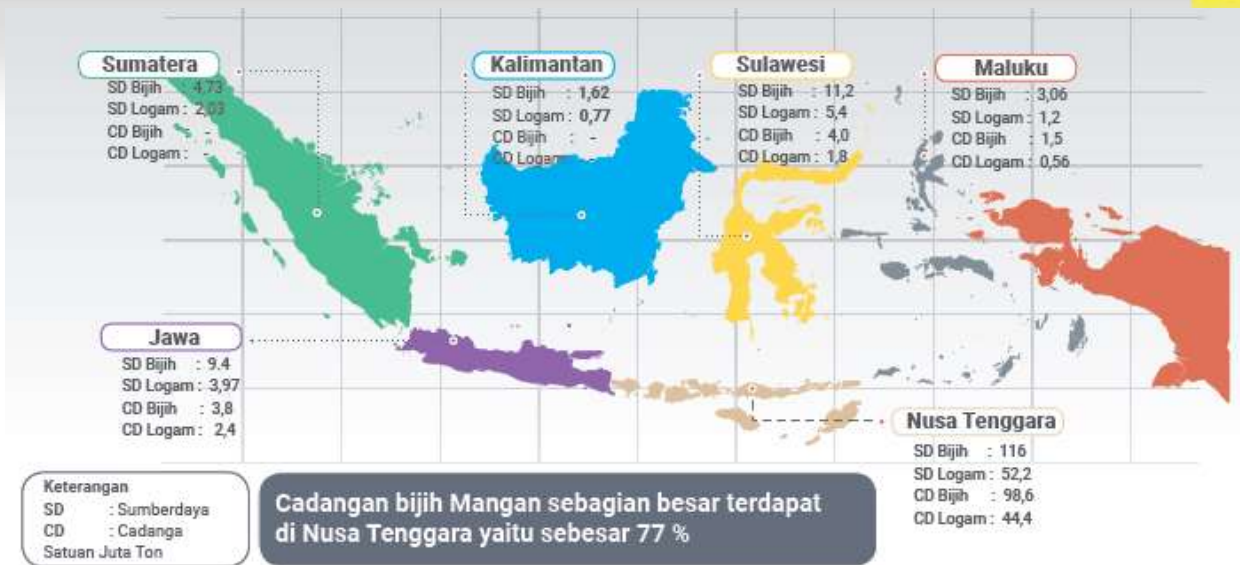 Sumatera
SD Bijih : 4,73
SD Logam : 2,03
CD Bijih : -
CD Logam : -
Kalimantan
SD Bijih : 1,62
SD Logam : 0,77
CD Bijih : -
CD Logam : -
Sulawesi
SD Bijih : 11,2
SD Logam : 5,4
CD Bijih : 4,0
CD Logam : 1,8
Maluku
SD Bijih : 3,06
SD Logam : 1,2
CD Bijih : 1,5
CD Logam : 0,56
Jawa
SD Bijih : 9.4
SD Logam : 3,97
CD Bijih : 3,8
CD Logam : 2,4
Nusa Tenggara
SD Bijih : 116
SD Logam : 52,2
CD Bijih : 98,6
CD Logam : 44,4
Keterangan
SD : Sumberdaya
CD : Cadanga
Satuan Juta Ton
Cadangan bijih Mangan sebagian besar terdapat
di Nusa Tenggara yaitu sebesar 77 %